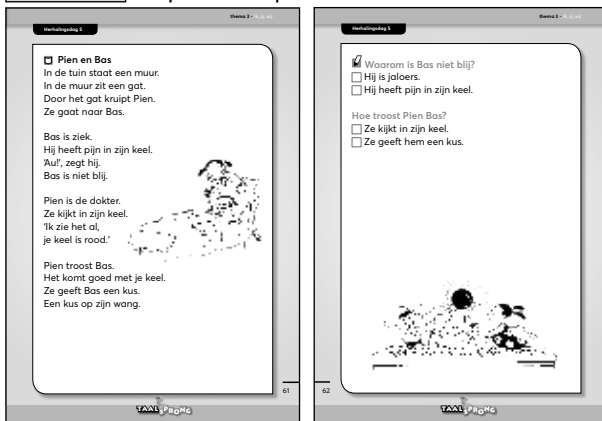 Herhalingsdag 5
Pien en Bas
In de tuin staat een muur.
In de muur zit een gat.
Door het gat kruipt Pien.
Ze gaat naar Bas.
Bas is ziek.
Hij heeft pijn in zijn keel.
'Au!', zegt hij.
Bas is niet blij.
Pien is de dokter.
Ze kijkt in zijn keel.
'Ik zie het al,
je keel is rood.'
Pien troost Bas.
Het komt goed met je keel.
Ze geeft Bas een kus.
Een kus op zijn wang.
61
TAALSPRONG
Herhalingsdag 5
Waarom is Bas niet blij?
Hij is jaloers.
Hij heeft pijn in zijn keel.
Hoe troost Pien Bas?
Ze kijkt in zijn keel.
Ze geeft hem een kus.
62
TAALSPRONG